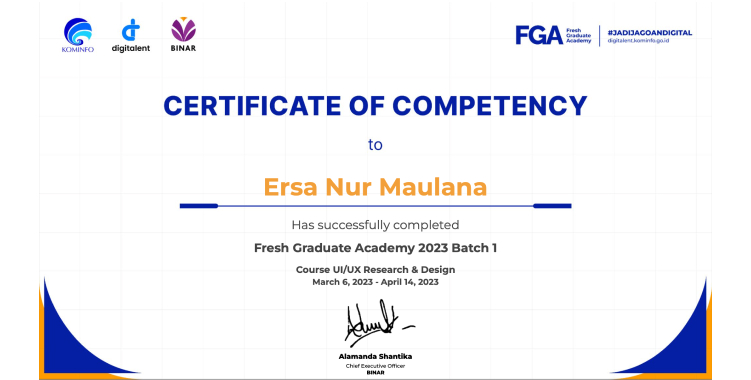 KOMINFO
digitalent
BINAR
FGA Fresh Graduate Academy
#JADIJAGOANDIGITAL
digitalent.kominfo.go.id
CERTIFICATE OF COMPETENCY
to
Ersa Nur Maulana
Has successfully completed
Fresh Graduate Academy 2023 Batch 1
Course UI/UX Research & Design
March 6, 2023 - April 14, 2023
Alamanda Shantika
Chief Executive Officer
BINAR